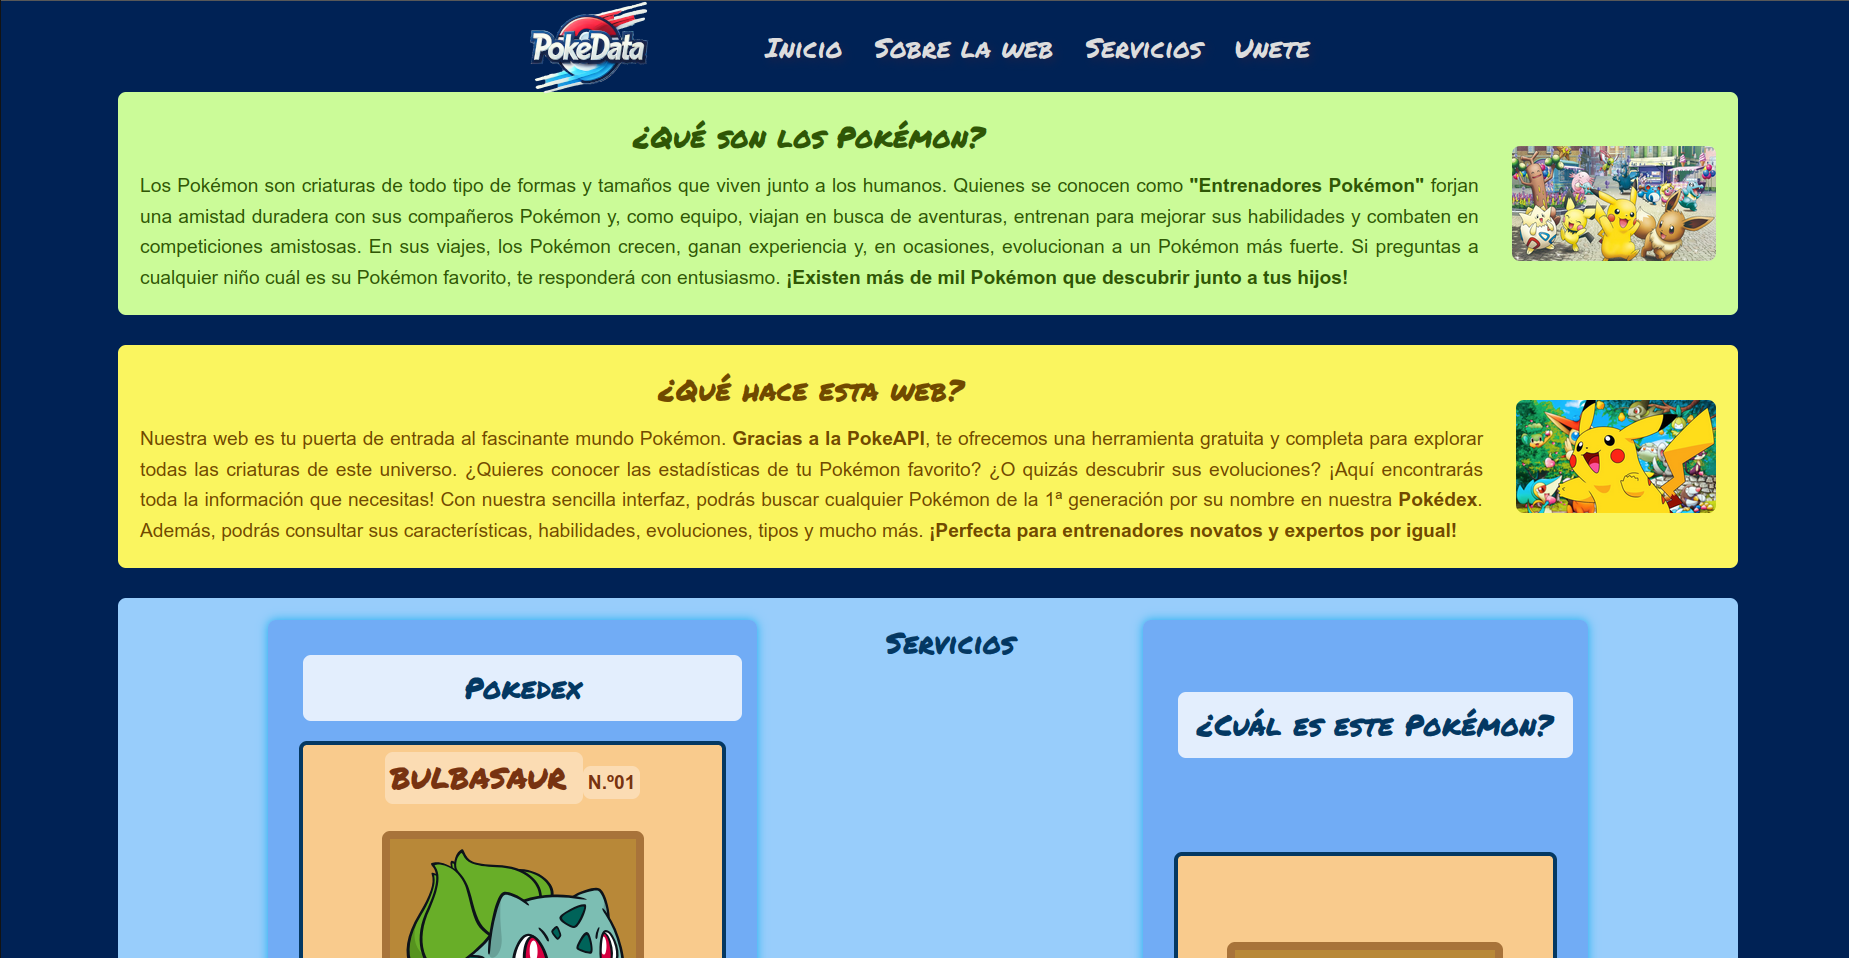 PokéData
Inicio Sobre la web Servicios Unete
¿Qué son los Pokémon?
Los Pokémon son criaturas de todo tipo de formas y tamaños que viven junto a los humanos. Quienes se conocen como "Entrenadores Pokémon" forjan
una amistad duradera con sus compañeros Pokémon y, como equipo, viajan en busca de aventuras, entrenan para mejorar sus habilidades y combaten en
competiciones amistosas. En sus viajes, los Pokémon crecen, ganan experiencia y, en ocasiones, evolucionan a un Pokémon más fuerte. Si preguntas a
cualquier niño cuál es su Pokémon favorito, te responderá con entusiasmo. ¡Existen más de mil Pokémon que descubrir junto a tus hijos!
¿Qué hace esta web?
Nuestra web es tu puerta de entrada al fascinante mundo Pokémon. Gracias a la PokeAPI, te ofrecemos una herramienta gratuita y completa para explorar
todas las criaturas de este universo. ¿Quieres conocer las estadísticas de tu Pokémon favorito? ¿O quizás descubrir sus evoluciones? ¡Aquí encontrarás
toda la información que necesitas! Con nuestra sencilla interfaz, podrás buscar cualquier Pokémon de la 1ª generación por su nombre en nuestra Pokédex.
Además, podrás consultar sus características, habilidades, evoluciones, tipos y mucho más. ¡Perfecta para entrenadores novatos y expertos por igual!
Servicios
Pokedex
BULBASAUR N.º01
¿Cuál es este Pokémon?